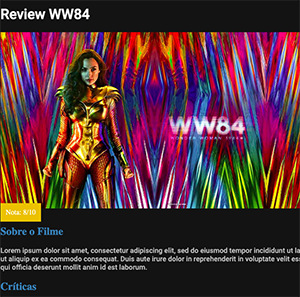 Review WW84
WW84
WONDER WOMAN 1984
Nota: 8/10
Sobre o Filme
Lorem ipsum dolor sit amet, consectetur adipiscing elit, sed do eiusmod tempor incididunt ut la
ut aliquip ex ea commodo consequat. Duis aute irure dolor in reprehenderit in voluptate velit es
qui officia deserunt mollit anim id est laborum.
Críticas